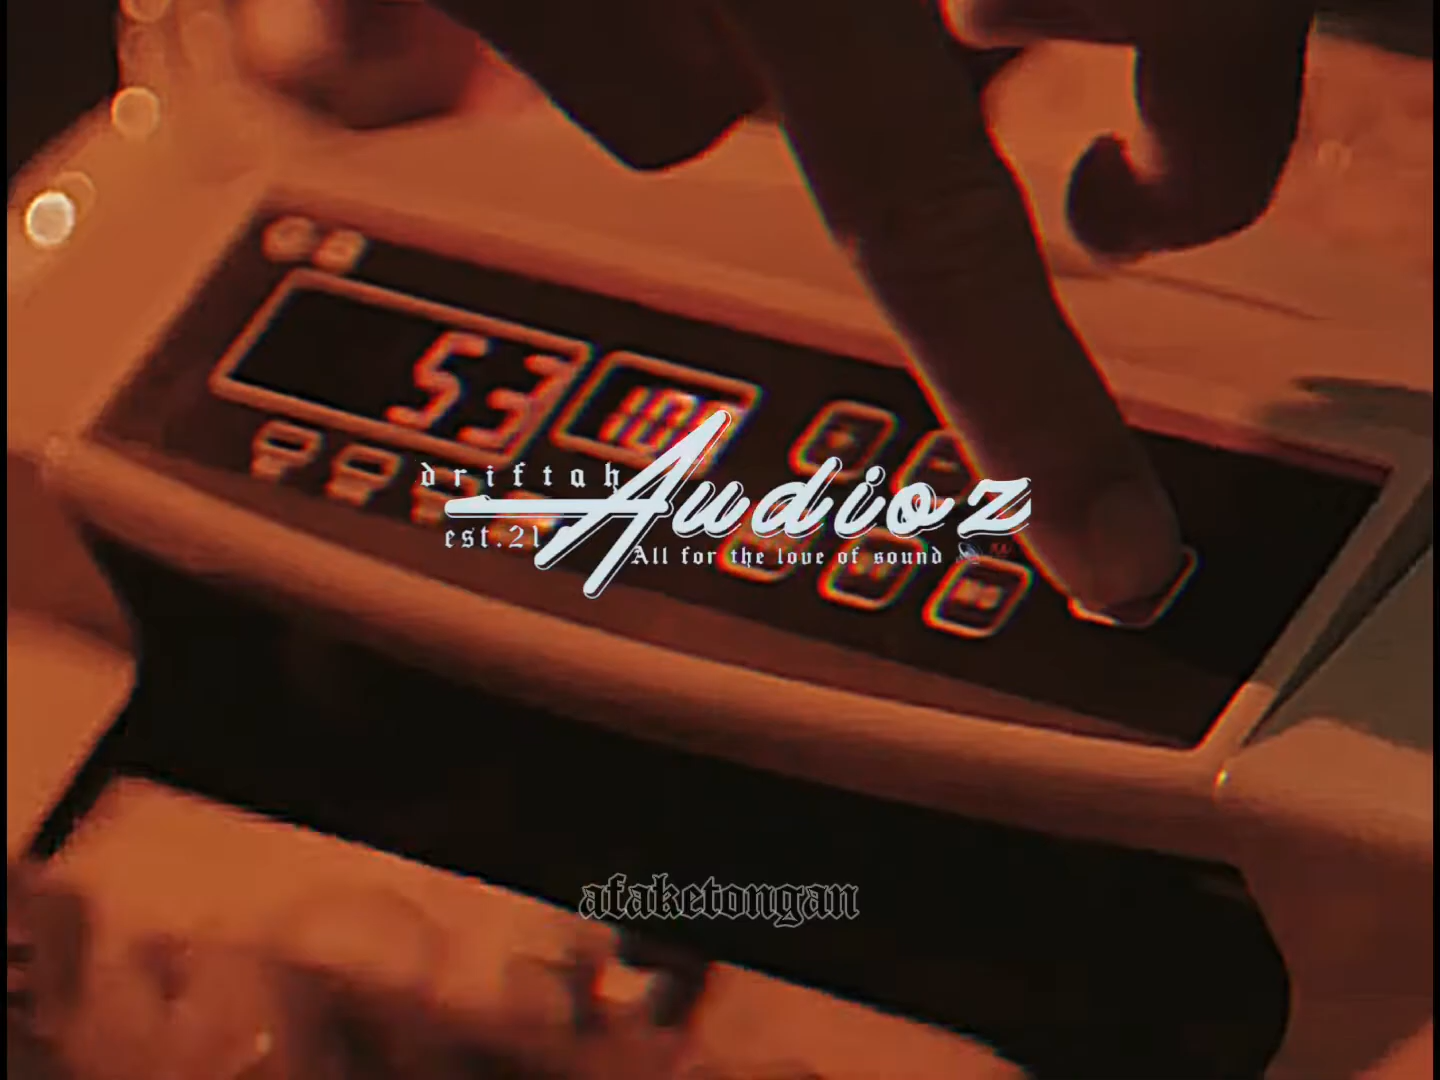 53
driftah
Audioz
est.21
All for the love of sound
afaketongan